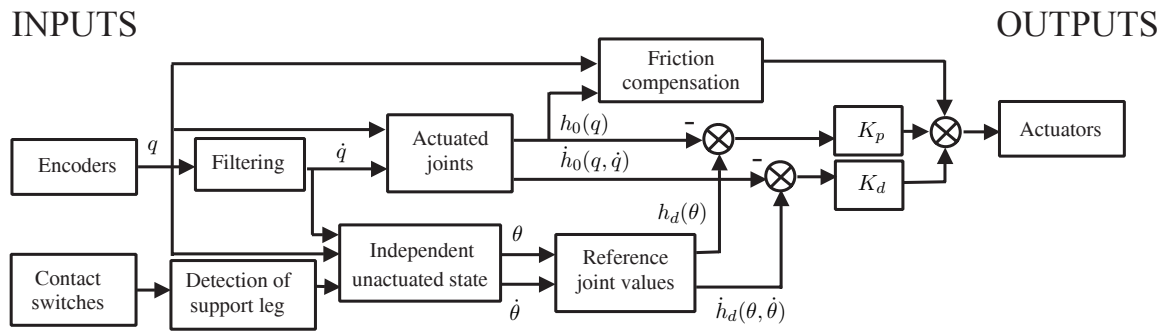 INPUTS
OUTPUTS
Friction
compensation
Encoders
q
Filtering
q̇
Actuated
joints
h₀(q)
ḣ₀(q, q̇)
-
-
K_p
K_d
Actuators
h_d(θ)
Contact
switches
Detection of
support leg
Independent
unactuated state
θ
θ̇
Reference
joint values
ḣ_d(θ, θ̇)